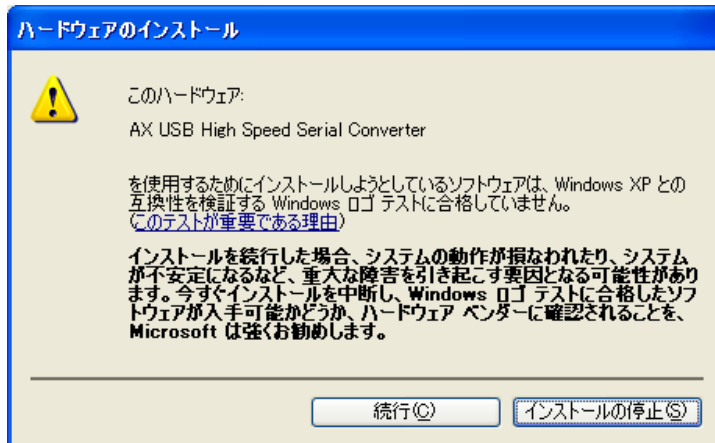 ハードウェアのインストール
このハードウェア:
AX USB High Speed Serial Converter
を使用するためにインストールしようとしているソフトウェアは、Windows XP との
互換性を検証する Windows ロゴ テストに合格していません。
(このテストが重要である理由)
インストールを続行した場合、システムの動作が損なわれたり、システム
が不安定になるなど、重大な障害を引き起こす要因となる可能性があり
ます。今すぐインストールを中断し、Windows ロゴ テストに合格したソフ
トウェアが入手可能かどうか、ハードウェア ベンダーに確認されることを、
Microsoft は強くお勧めします。
続行(C)
インストールの停止(S)